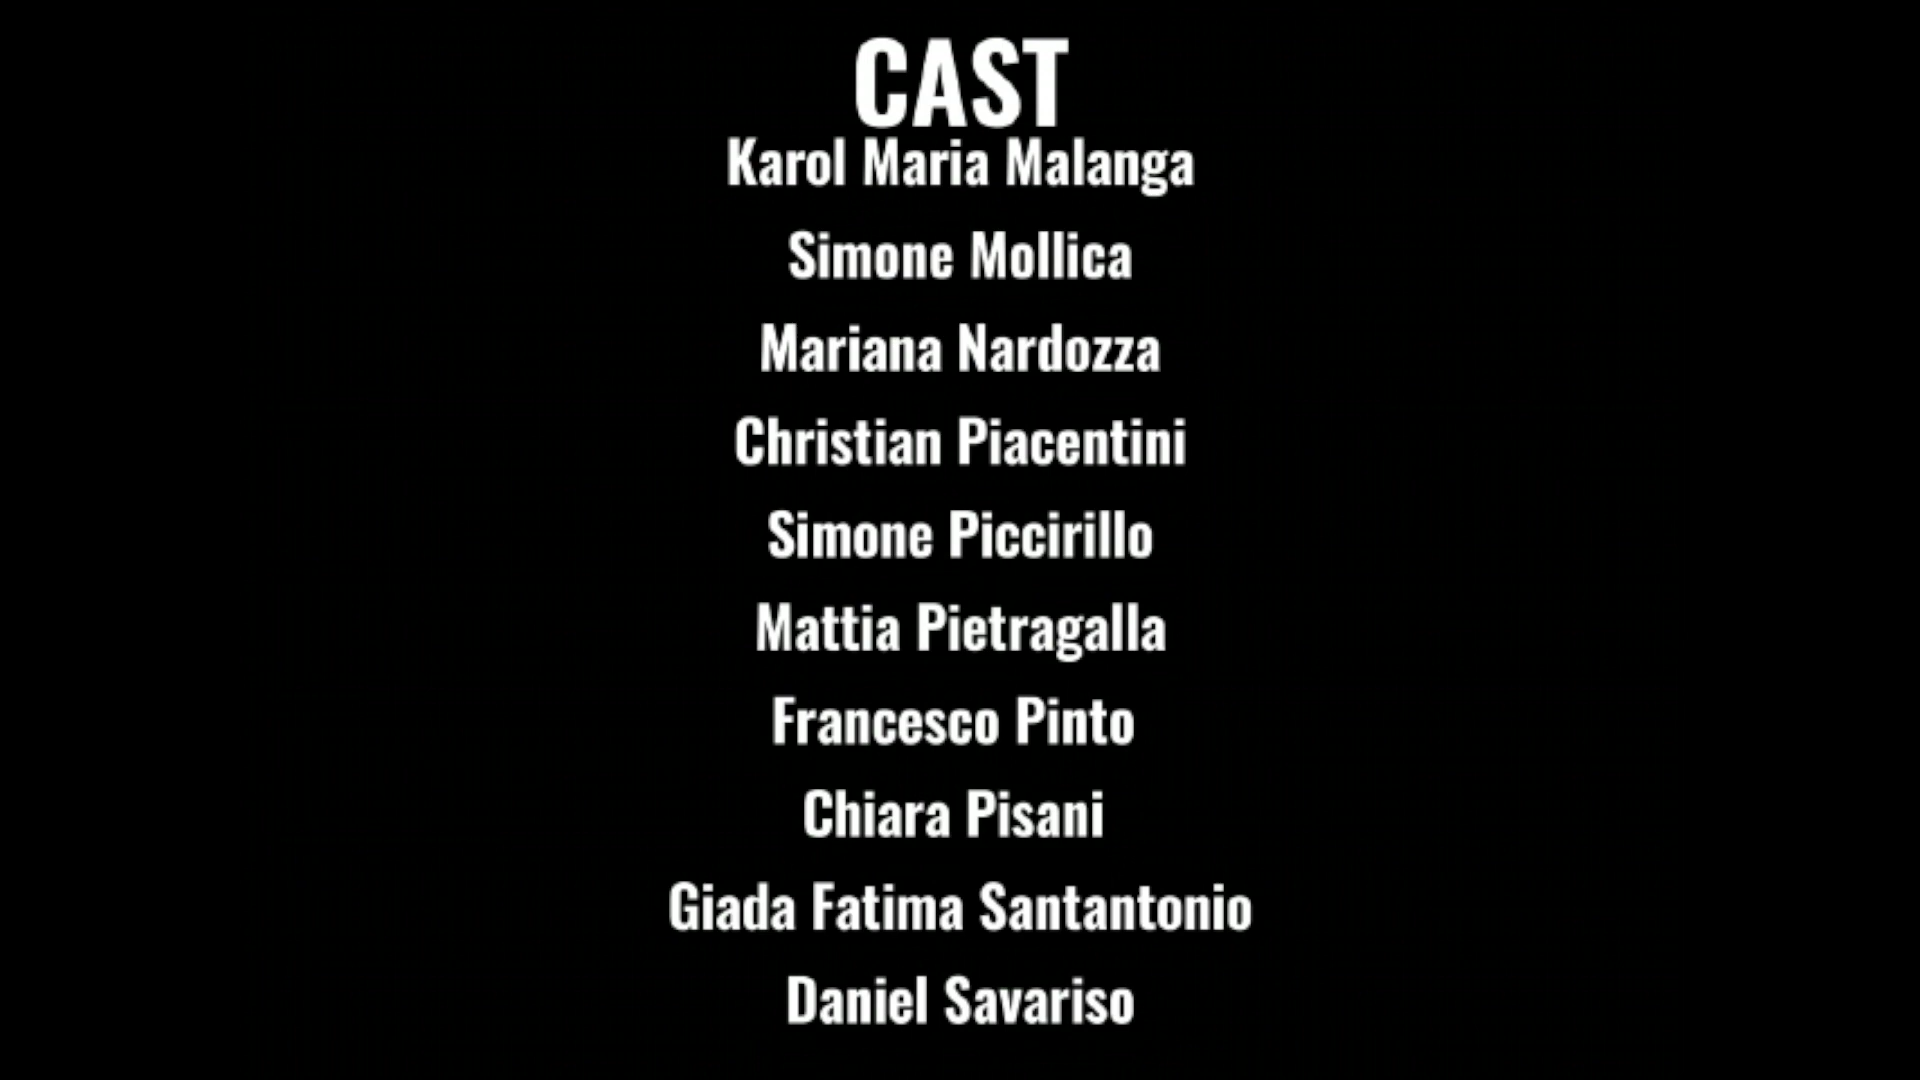 CAST
Karol Maria Malanga
Simone Mollica
Mariana Nardozza
Christian Piacentini
Simone Piccirillo
Mattia Pietragalla
Francesco Pinto
Chiara Pisani
Giada Fatima Santantonio
Daniel Savariso